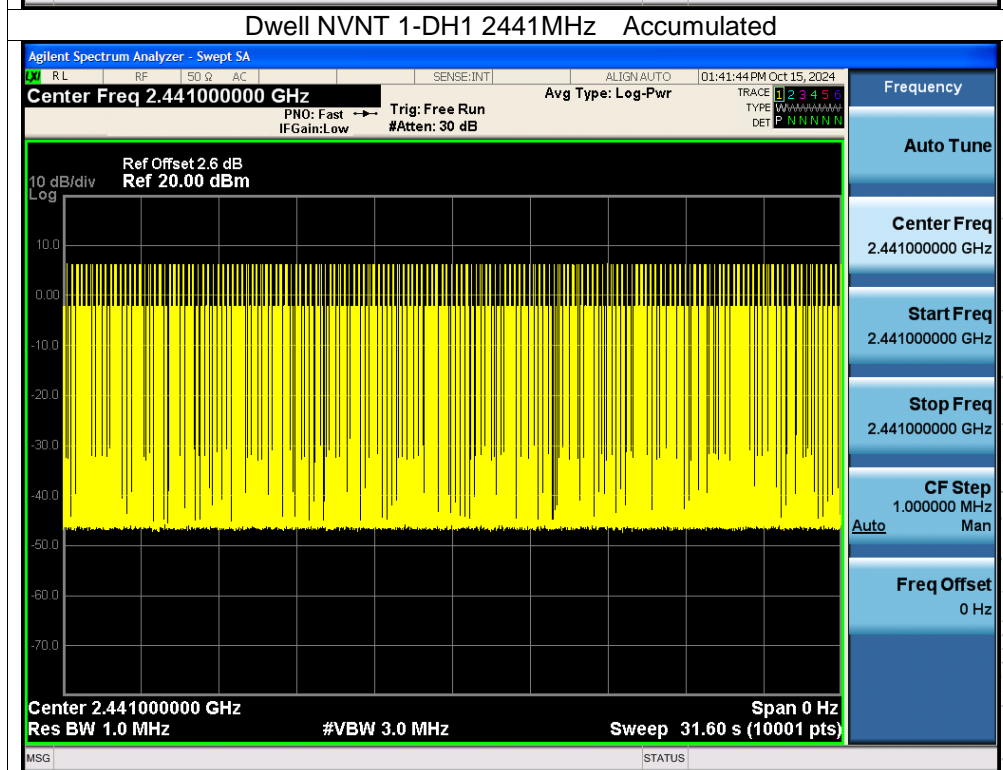 Dwell NVNT 1-DH1 2441MHz Accumulated
Agilent Spectrum Analyzer - Swept SA
LXI RL RF 50 Ω AC SENSE:INT ALIGN AUTO 01:41:44 PM Oct 15, 2024
Center Freq 2.441000000 GHz
PNO: Fast
IFGain:Low
Trig: Free Run
#Atten: 30 dB
Avg Type: Log-Pwr
TRACE 1 2 3 4 5 6
TYPE WWWWWW
DET P N N N N N
Ref Offset 2.6 dB
10 dB/div Ref 20.00 dBm
Log
10.0
0.00
-10.0
-20.0
-30.0
-40.0
-50.0
-60.0
-70.0
Center 2.441000000 GHz Span 0 Hz
Res BW 1.0 MHz #VBW 3.0 MHz Sweep 31.60 s (10001 pts)
MSG STATUS
Frequency
Auto Tune
Center Freq
2.441000000 GHz
Start Freq
2.441000000 GHz
Stop Freq
2.441000000 GHz
CF Step
1.000000 MHz
Auto Man
Freq Offset
0 Hz